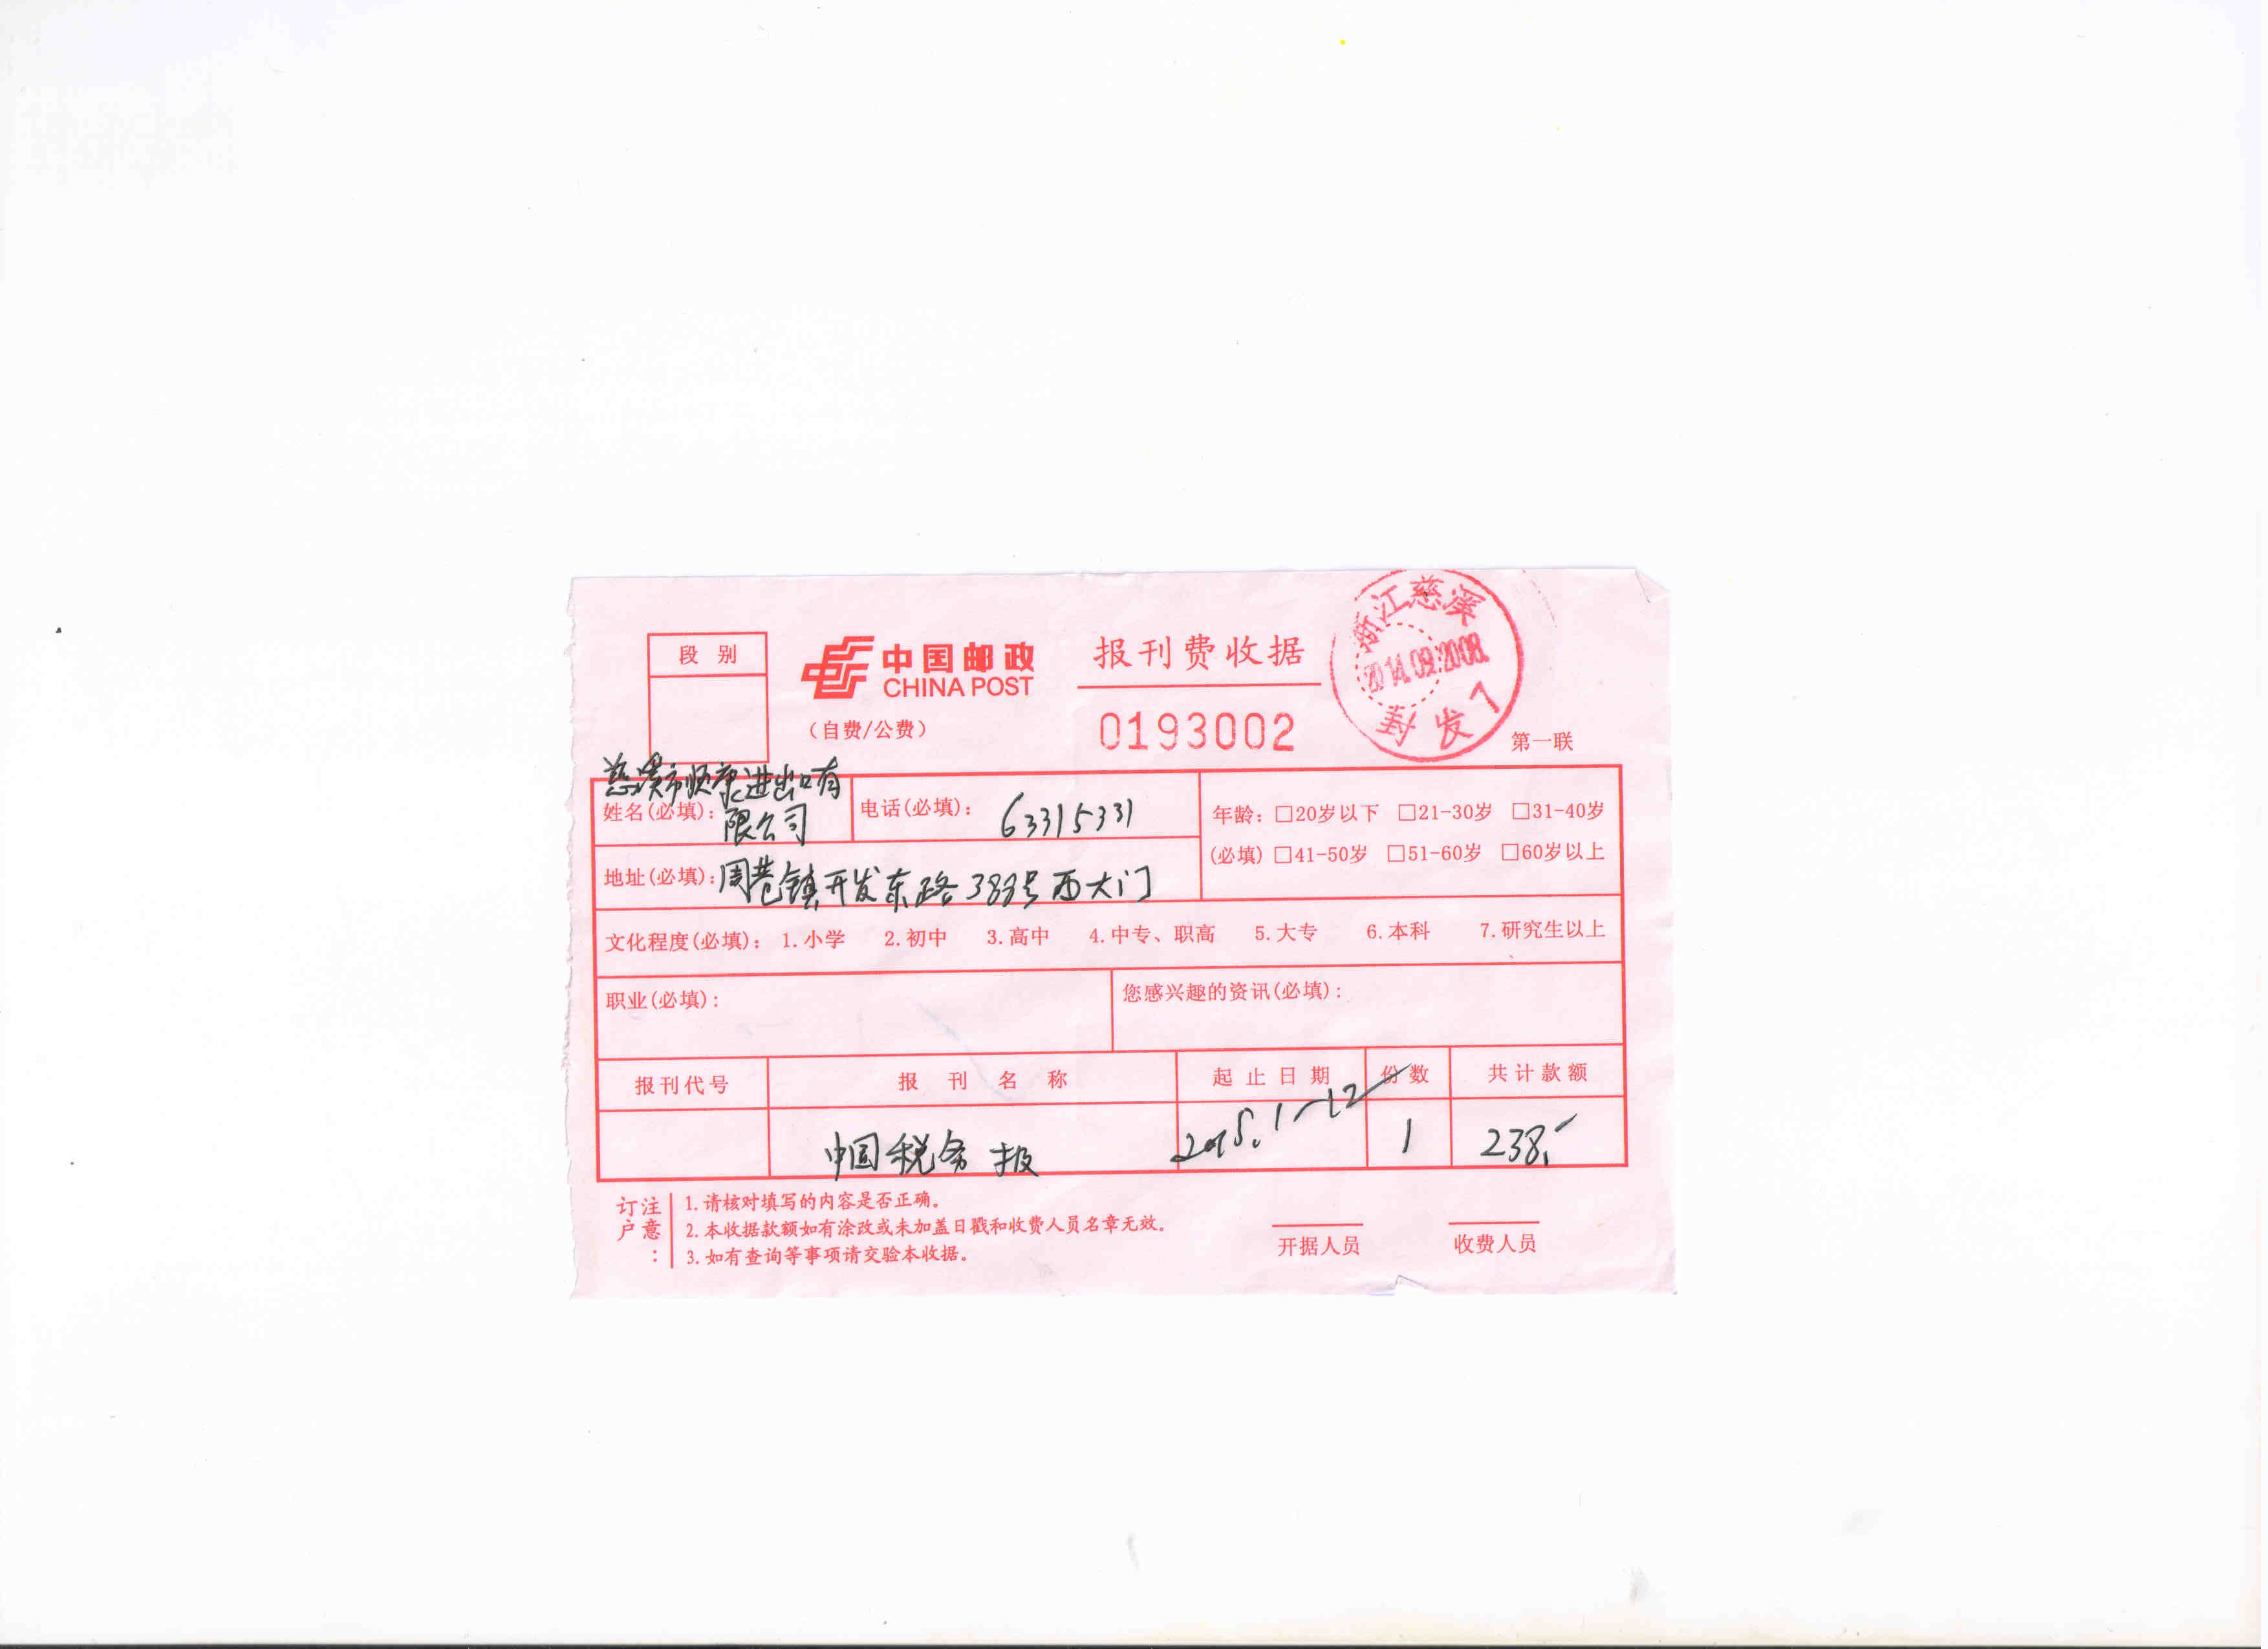 段 别
中国邮政
CHINA POST
(自费/公费)
报刊费收据
0193002
浙江慈溪
2014.09.2008.
封发 7
第一联
慈溪市顺康进出口有
姓名(必填): 限公司
电话(必填): 63315331
年龄: □20岁以下 □21-30岁 □31-40岁
(必填) □41-50岁 □51-60岁 □60岁以上
地址(必填): 周巷镇开发东路388号西大门
文化程度(必填): 1.小学 2.初中 3.高中 4.中专、职高 5.大专 6.本科 7.研究生以上
职业(必填):
您感兴趣的资讯(必填):
报刊代号 报刊名称 起止日期 份数 共计款额
中国税务报 2015.1-12 1 238.-
订户注意:
1.请核对填写的内容是否正确。
2.本收据款额如有涂改或未加盖日戳和收费人员名章无效。
3.如有查询等事项请交验本收据。
开据人员 收费人员